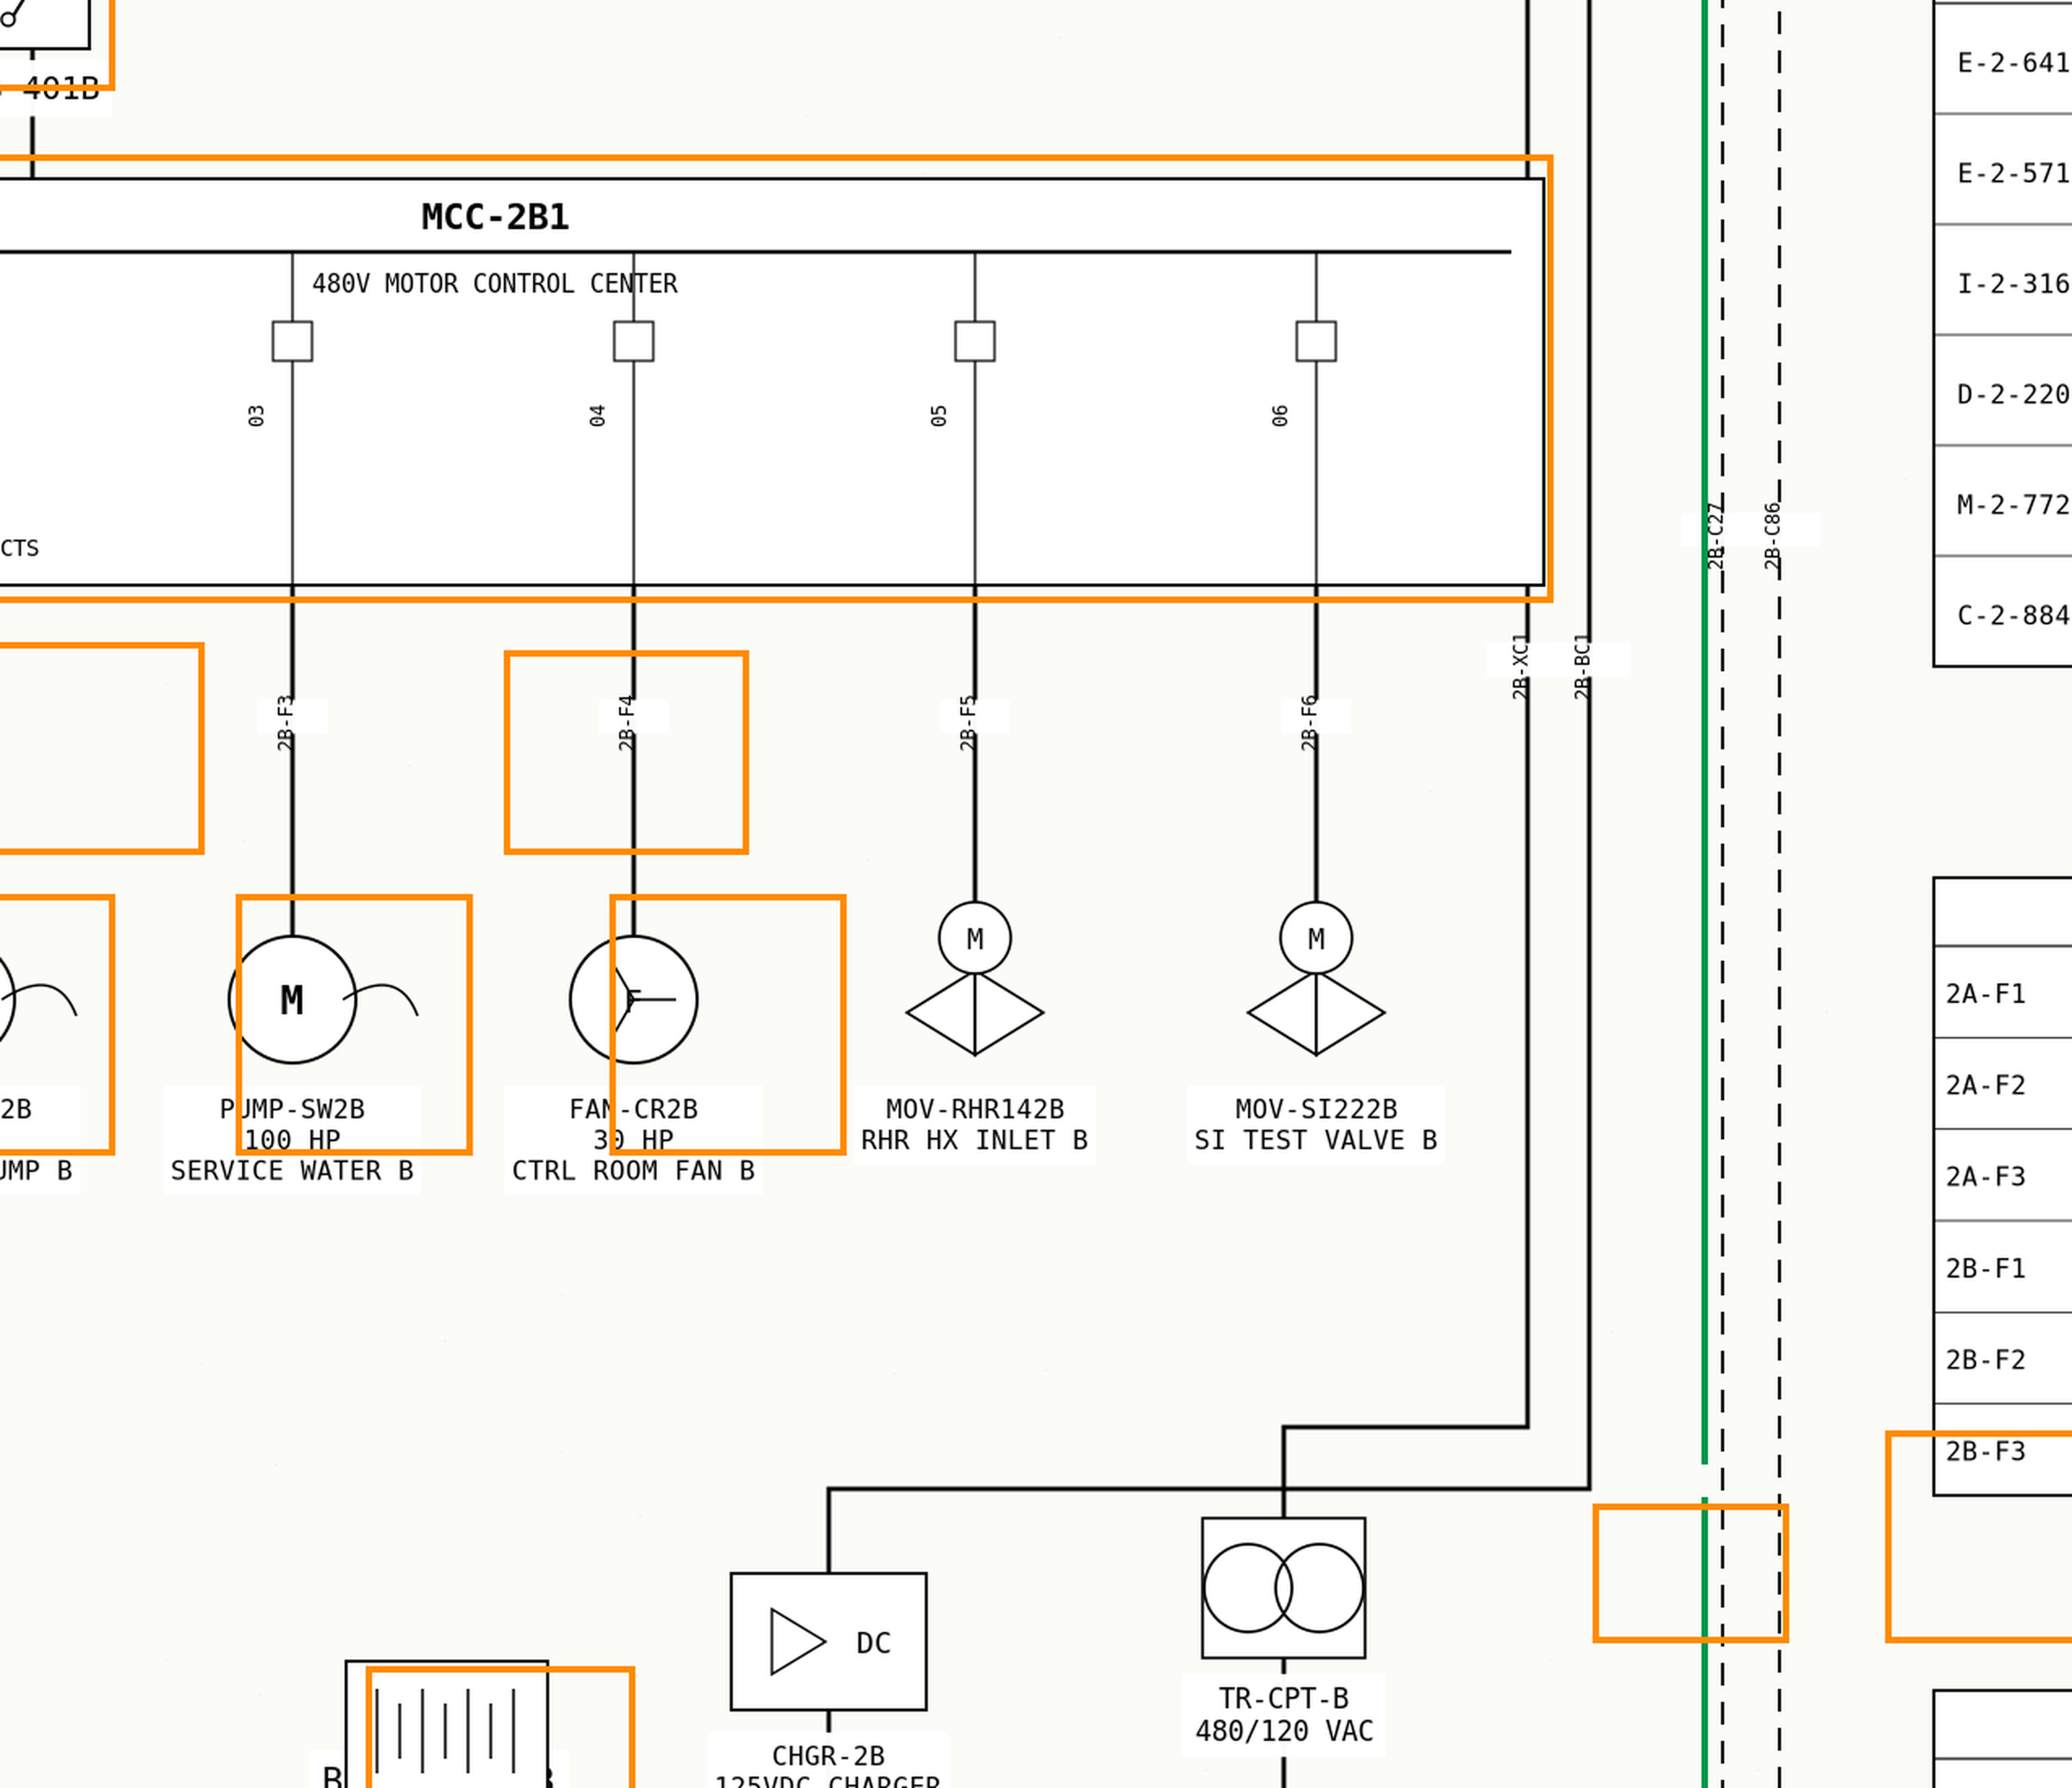 401B
MCC-2B1
480V MOTOR CONTROL CENTER
03
04
05
06
CTS
2B-F3
2B-F4
2B-F5
2B-F6
2B-XC1
2B-BC1
2B-C27
2B-C86
M
F
M
M
2B
UMP B
PUMP-SW2B
100 HP
SERVICE WATER B
FAN-CR2B
30 HP
CTRL ROOM FAN B
MOV-RHR142B
RHR HX INLET B
MOV-SI222B
SI TEST VALVE B
DC
CHGR-2B
125VDC CHARGER
TR-CPT-B
480/120 VAC
B
E-2-641
E-2-571
I-2-316
D-2-220
M-2-772
C-2-884
2A-F1
2A-F2
2A-F3
2B-F1
2B-F2
2B-F3